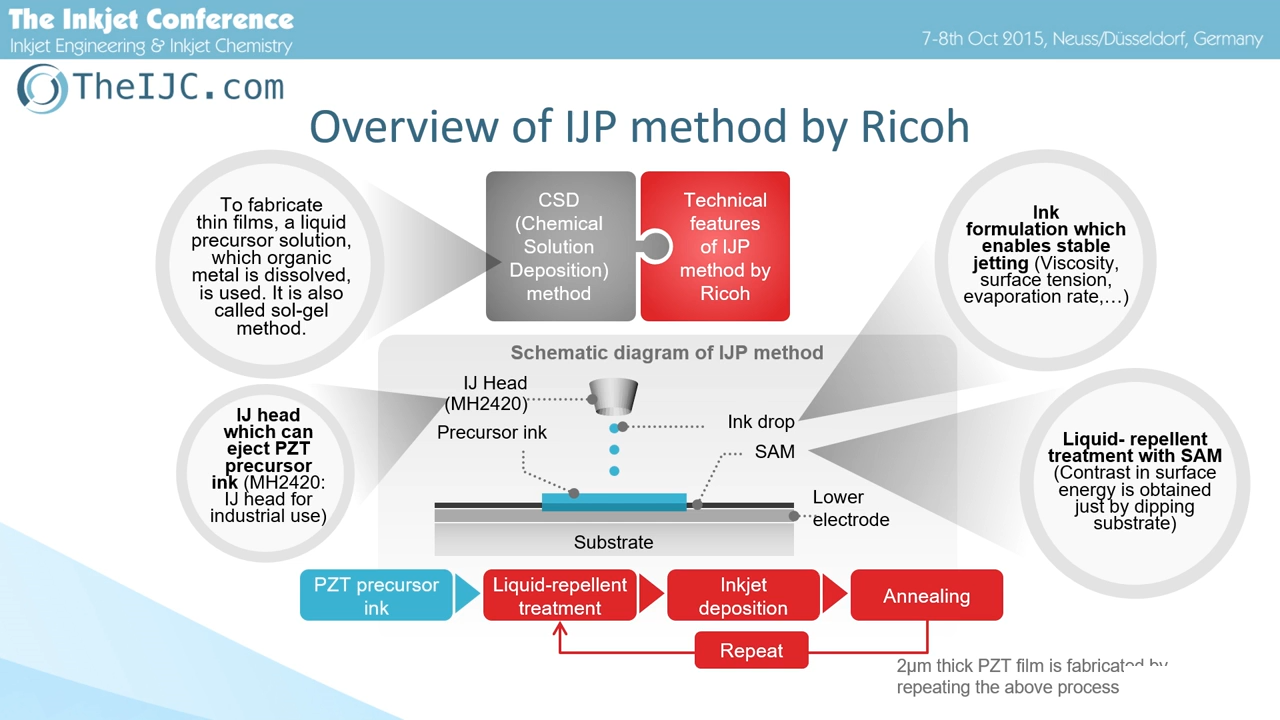 The Inkjet Conference
Inkjet Engineering & Inkjet Chemistry
7-8th Oct 2015, Neuss/Düsseldorf, Germany
TheIJC.com
Overview of IJP method by Ricoh
To fabricate
thin films, a liquid
precursor solution,
which organic
metal is dissolved,
is used. It is also
called sol-gel
method.
CSD
(Chemical
Solution
Deposition)
method
Technical
features
of IJP
method by
Ricoh
Ink
formulation which
enables stable
jetting (Viscosity,
surface tension,
evaporation rate,…)
Schematic diagram of IJP method
IJ Head
(MH2420)
Precursor ink
Ink drop
SAM
Lower
electrode
Substrate
IJ head
which can
eject PZT
precursor
ink (MH2420:
IJ head for
industrial use)
Liquid- repellent
treatment with SAM
(Contrast in surface
energy is obtained
just by dipping
substrate)
PZT precursor
ink
Liquid-repellent
treatment
Inkjet
deposition
Annealing
Repeat
2μm thick PZT film is fabricated by
repeating the above process